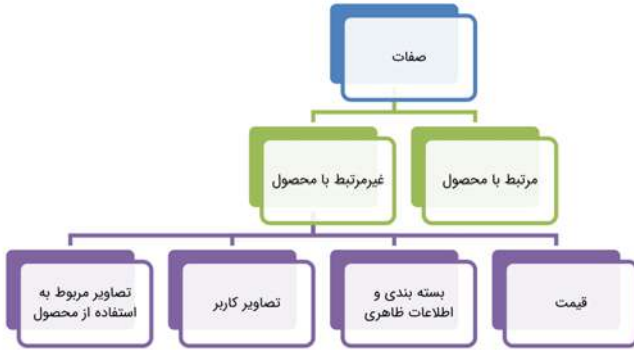 صفات
مرتبط با محصول
غیرمرتبط با محصول
قیمت
بسته بندی و
اطلاعات ظاهری
تصاویر کاربر
تصاویر مربوط به
استفاده از محصول